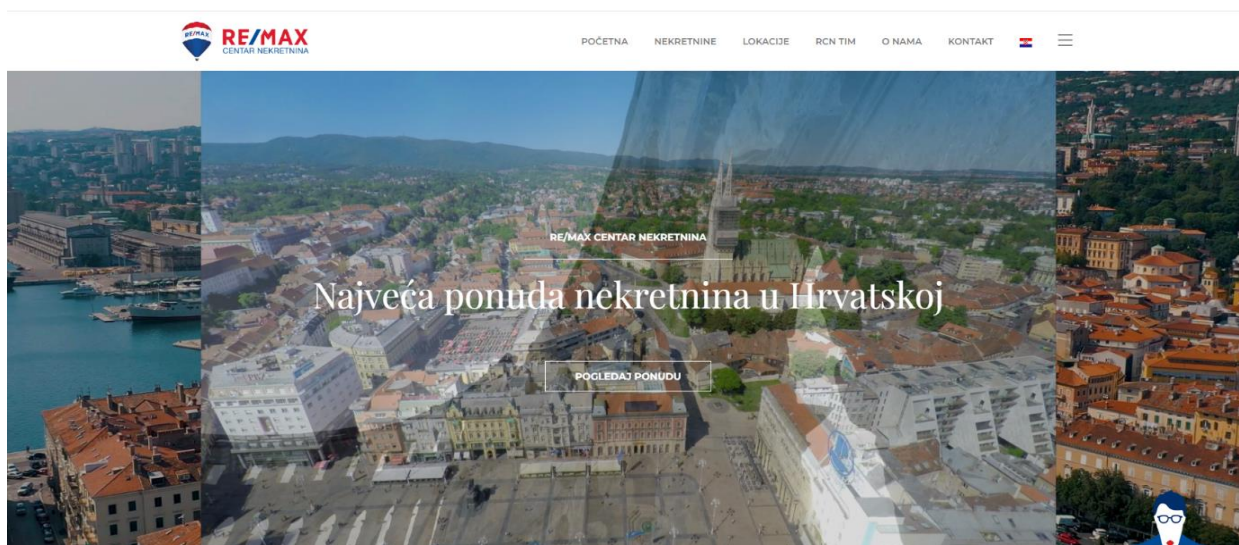 RE/MAX
RE/MAX
CENTAR NEKRETNINA
POČETNA
NEKRETNINE
LOKACIJE
RCN TIM
O NAMA
KONTAKT
RE/MAX CENTAR NEKRETNINA
Najveća ponuda nekretnina u Hrvatskoj
POGLEDAJ PONUDU